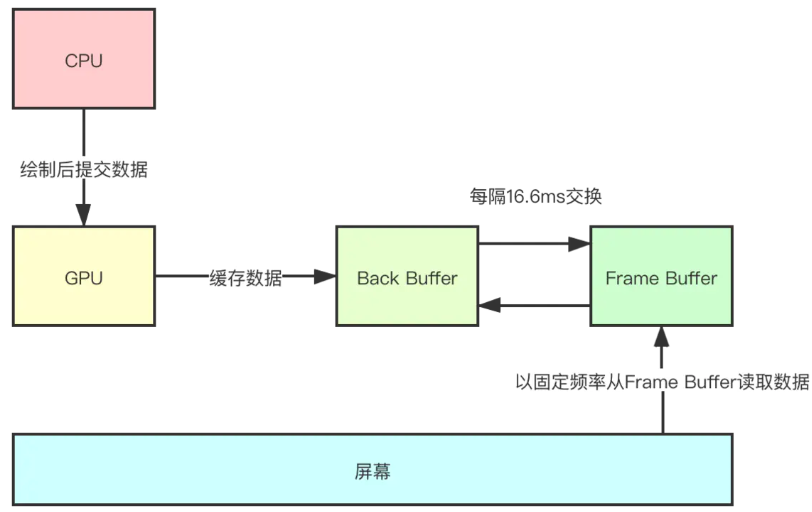 CPU
绘制后提交数据
每隔16.6ms交换
GPU
缓存数据
Back Buffer
Frame Buffer
以固定频率从Frame Buffer读取数据
屏幕